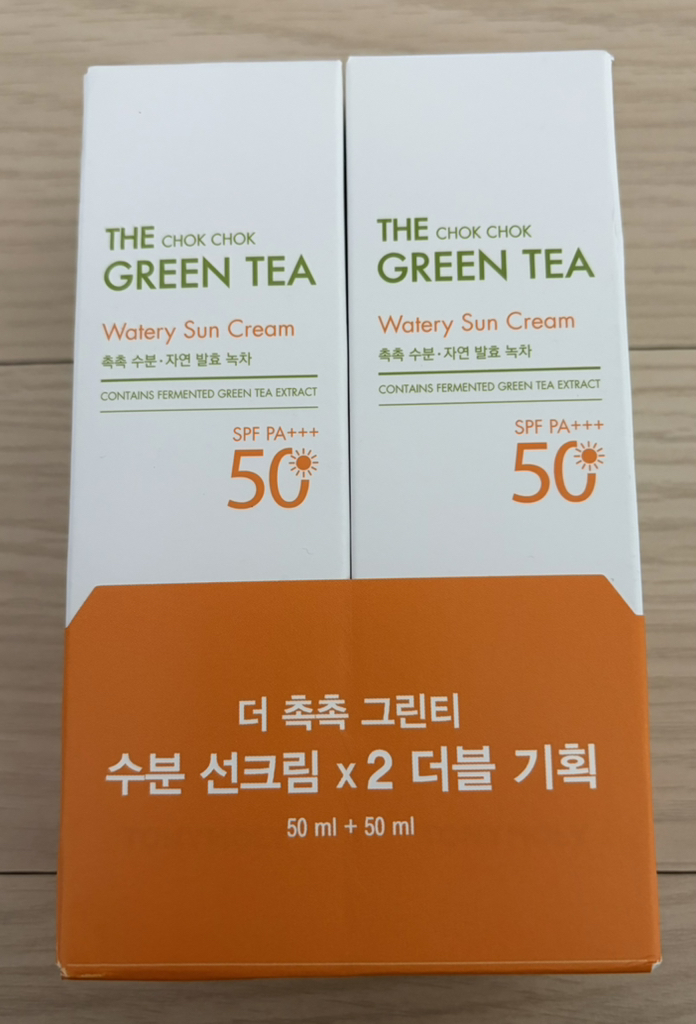 THE CHOK CHOK
GREEN TEA
Watery Sun Cream
촉촉 수분·자연 발효 녹차
CONTAINS FERMENTED GREEN TEA EXTRACT
SPF PA+++
50
THE CHOK CHOK
GREEN TEA
Watery Sun Cream
촉촉 수분·자연 발효 녹차
CONTAINS FERMENTED GREEN TEA EXTRACT
SPF PA+++
50
더 촉촉 그린티
수분 선크림 x 2 더블 기획
50 ml + 50 ml